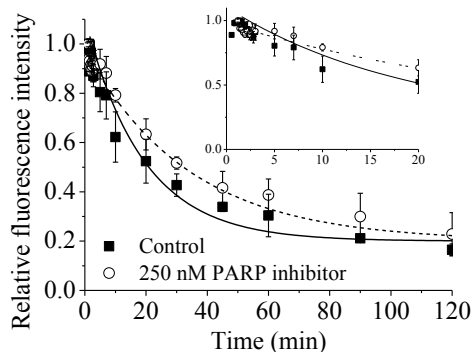 Relative fluorescence intensity
1.0
0.8
0.6
0.4
0.2
0.0
0 20 40 60 80 100 120
Time (min)
■ Control
○ 250 nM PARP inhibitor
1.0
0.5
0.0
0 5 10 15 20